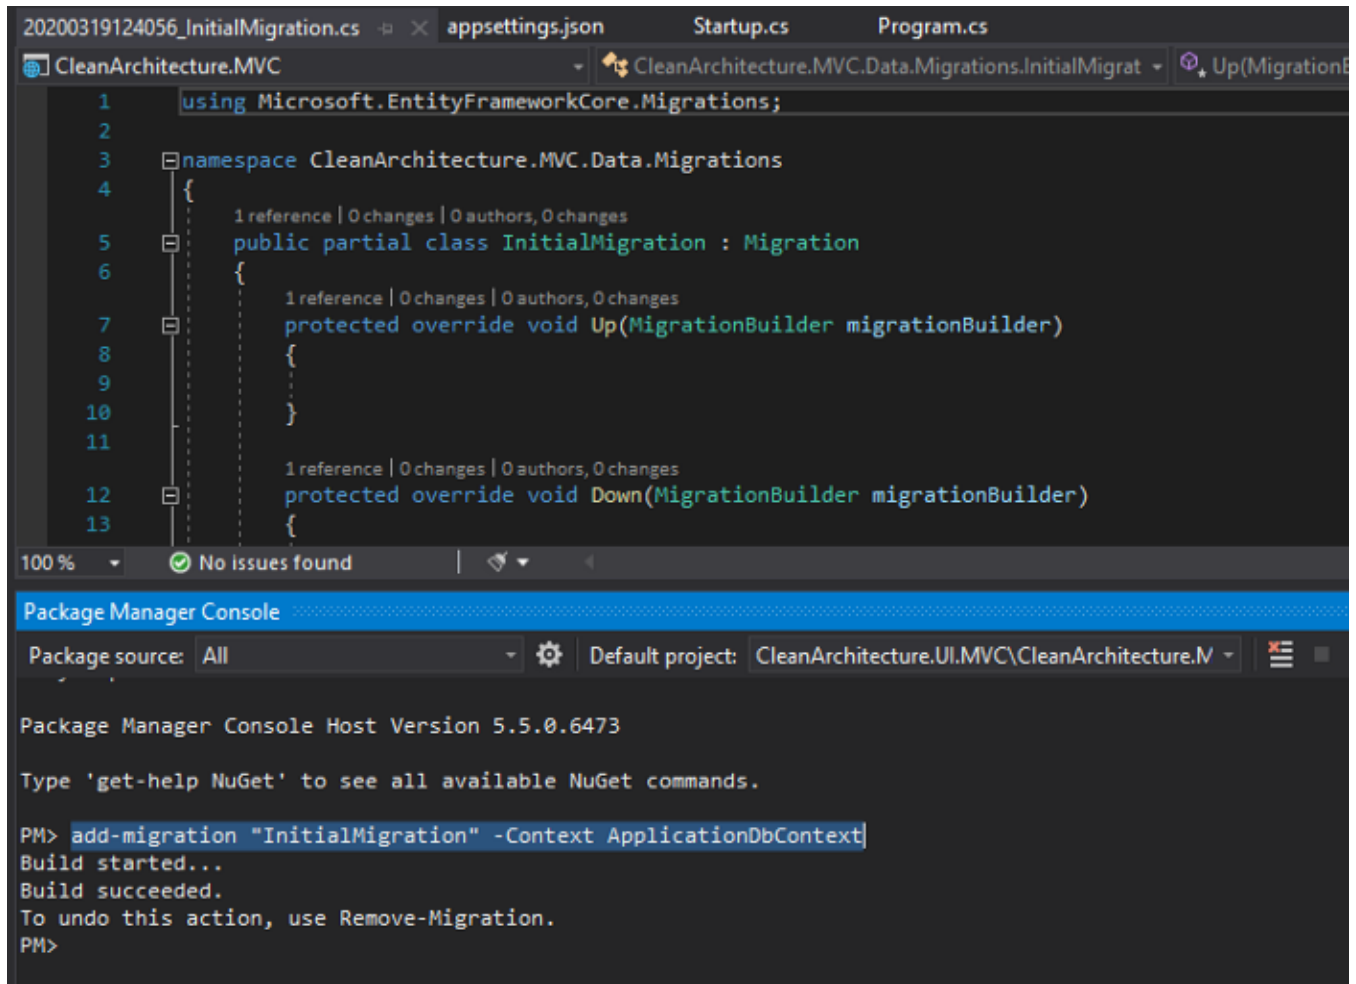 20200319124056_InitialMigration.cs appsettings.json Startup.cs Program.cs
CleanArchitecture.MVC CleanArchitecture.MVC.Data.Migrations.InitialMigrat Up(MigrationB
1 using Microsoft.EntityFrameworkCore.Migrations;
2
3 namespace CleanArchitecture.MVC.Data.Migrations
4 {
1 reference | 0 changes | 0 authors, 0 changes
5 public partial class InitialMigration : Migration
6 {
1 reference | 0 changes | 0 authors, 0 changes
7 protected override void Up(MigrationBuilder migrationBuilder)
8 {
9
10 }
11
1 reference | 0 changes | 0 authors, 0 changes
12 protected override void Down(MigrationBuilder migrationBuilder)
13 {
100 % No issues found
Package Manager Console
Package source: All Default project: CleanArchitecture.UI.MVC\CleanArchitecture.M
Package Manager Console Host Version 5.5.0.6473
Type 'get-help NuGet' to see all available NuGet commands.
PM> add-migration "InitialMigration" -Context ApplicationDbContext
Build started...
Build succeeded.
To undo this action, use Remove-Migration.
PM>